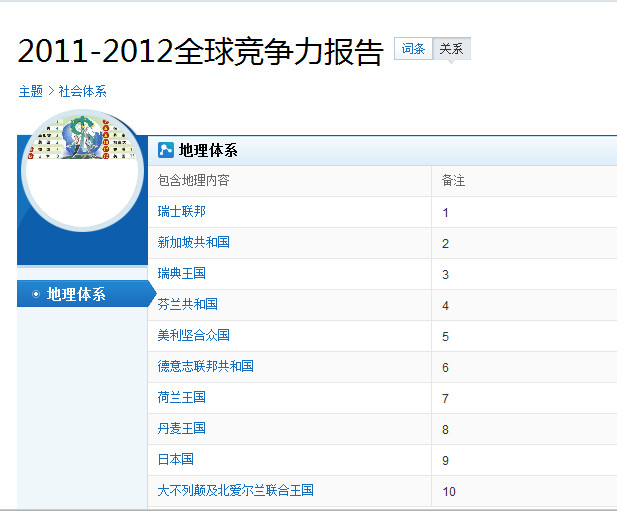 2011-2012全球竞争力报告 词条 关系
主题 > 社会体系
地理体系
包含地理内容 备注
瑞士联邦 1
新加坡共和国 2
瑞典王国 3
地理体系
芬兰共和国 4
美利坚合众国 5
德意志联邦共和国 6
荷兰王国 7
丹麦王国 8
日本国 9
大不列颠及北爱尔兰联合王国 10